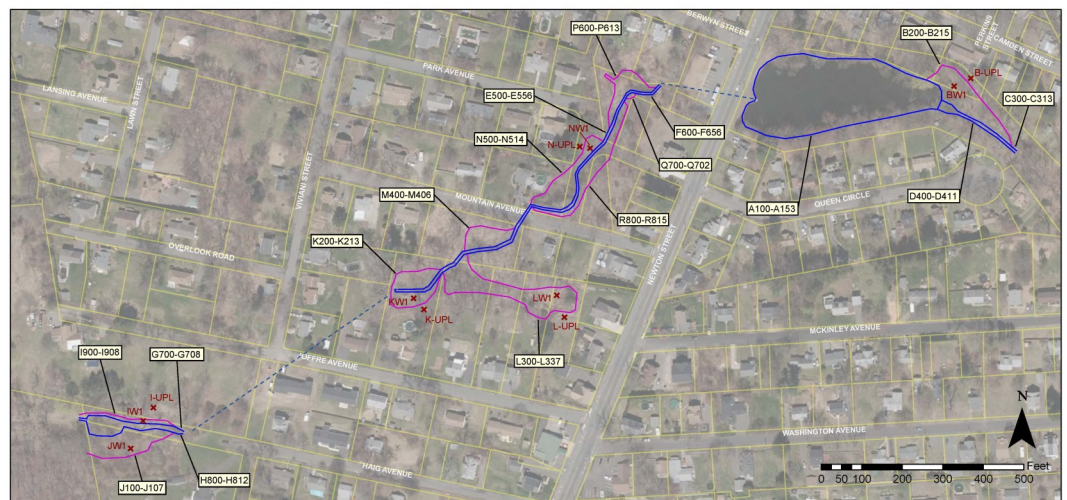 BERWYN STREET
P600-P613
B200-B215
PERKINS
STREET
CAMDEN STREET
PARK AVENUE
B-UPL
BW1
LANSING AVENUE
LAWN STREET
E500-E556
C300-C313
NW1
N-UPL
N500-N514
F600-F656
Q700-Q702
VIVIANI STREET
M400-M406
MOUNTAIN AVENUE
D400-D411
QUEEN CIRCLE
A100-A153
R800-R815
OVERLOOK ROAD
K200-K213
NEWTON STREET
KW1
K-UPL
LW1
L-UPL
MCKINLEY AVENUE
I900-I908
G700-G708
JOFFRE AVENUE
L300-L337
I-UPL
IW1
JW1
N
WASHINGTON AVENUE
HAIG AVENUE
H800-H812
J100-J107
Feet
0 50 100 200 300 400 500